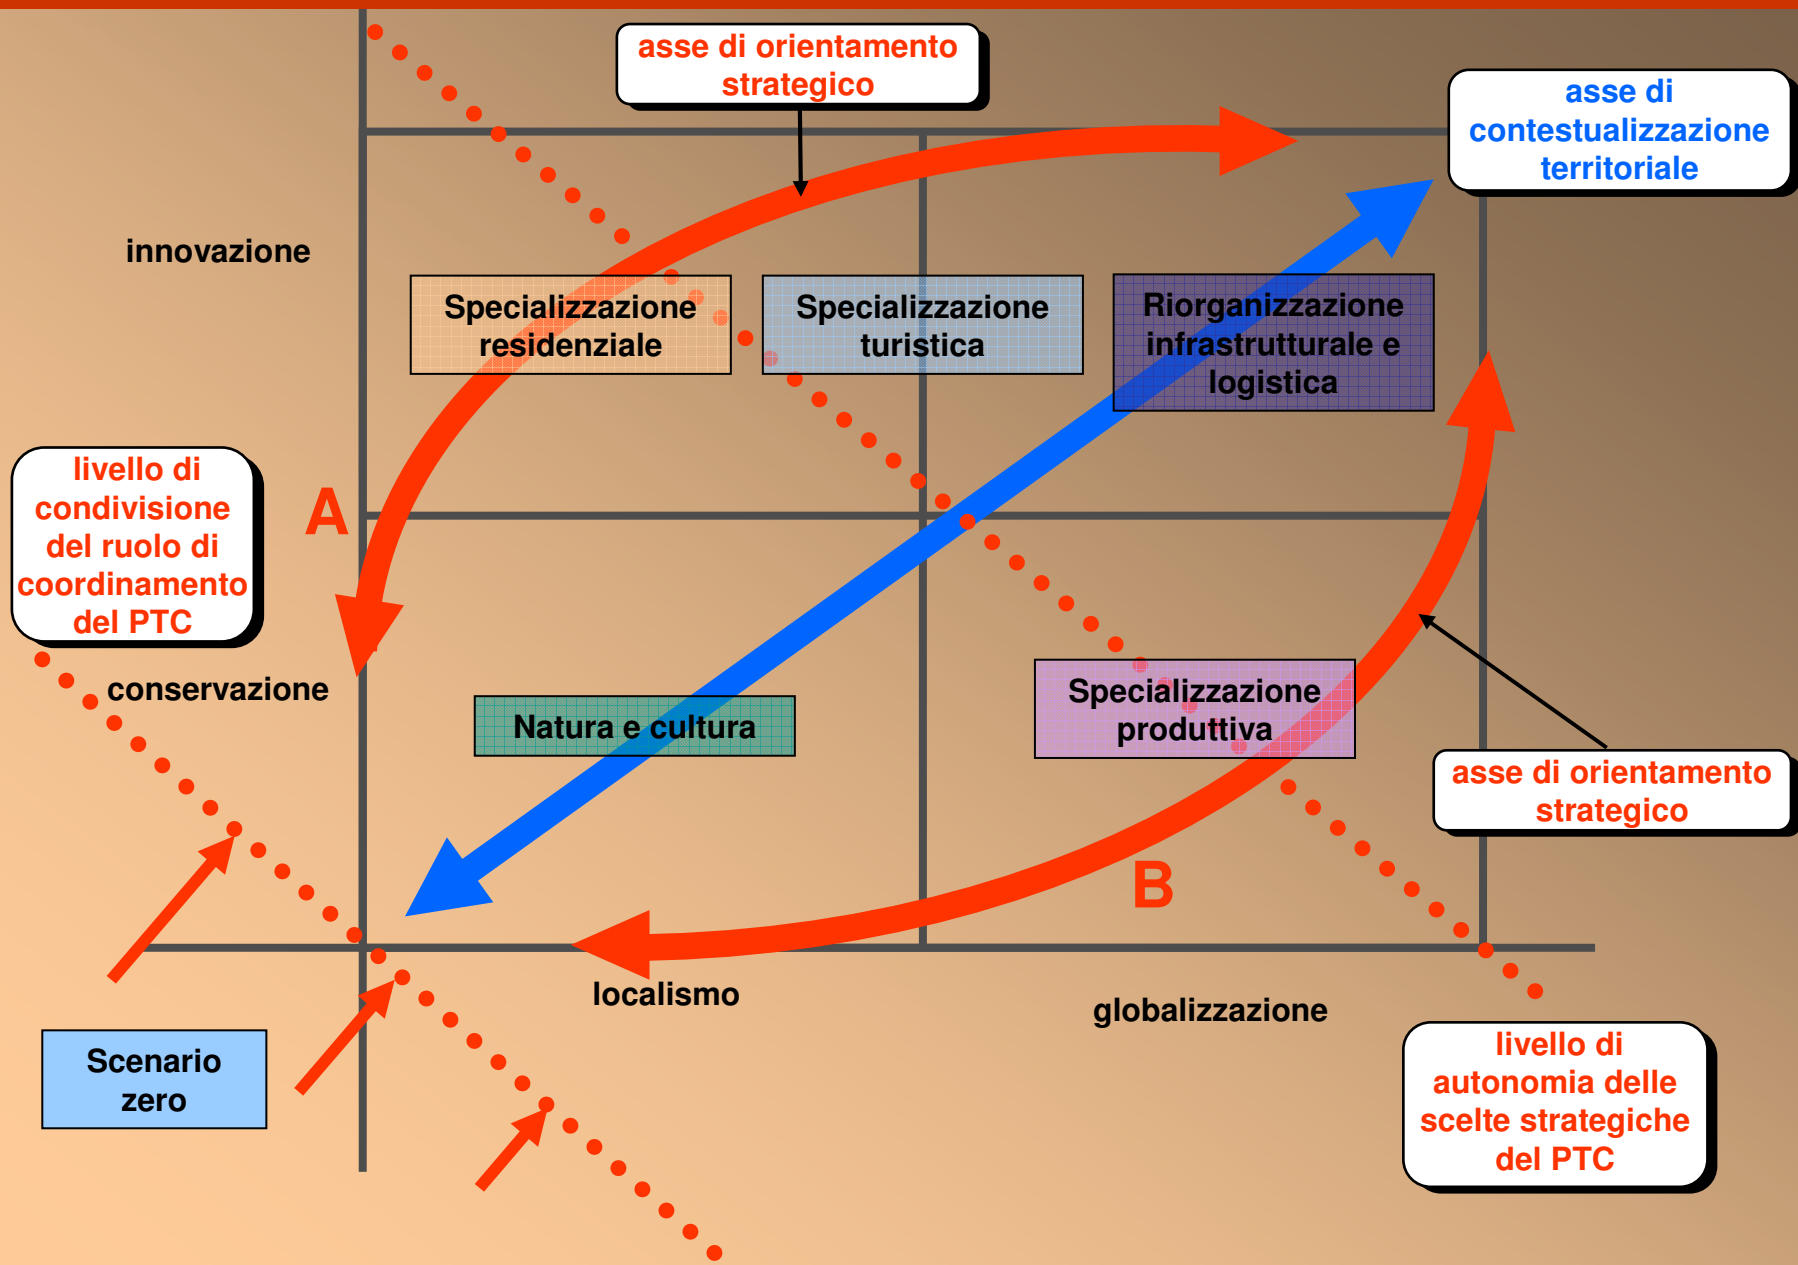 asse di orientamento
strategico
asse di
contestualizzazione
territoriale
innovazione
Specializzazione
residenziale
Specializzazione
turistica
Riorganizzazione
infrastrutturale e
logistica
livello di
condivisione
del ruolo di
coordinamento
del PTC
A
conservazione
Natura e cultura
Specializzazione
produttiva
asse di orientamento
strategico
B
localismo
globalizzazione
Scenario
zero
livello di
autonomia delle
scelte strategiche
del PTC